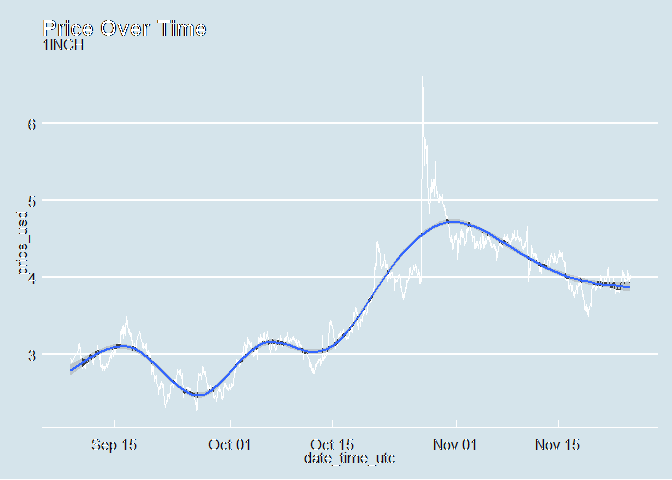 Price Over Time
1INCH
6
5
4
3
price_usd
Sep 15 Oct 01 Oct 15 Nov 01 Nov 15
date_time_utc